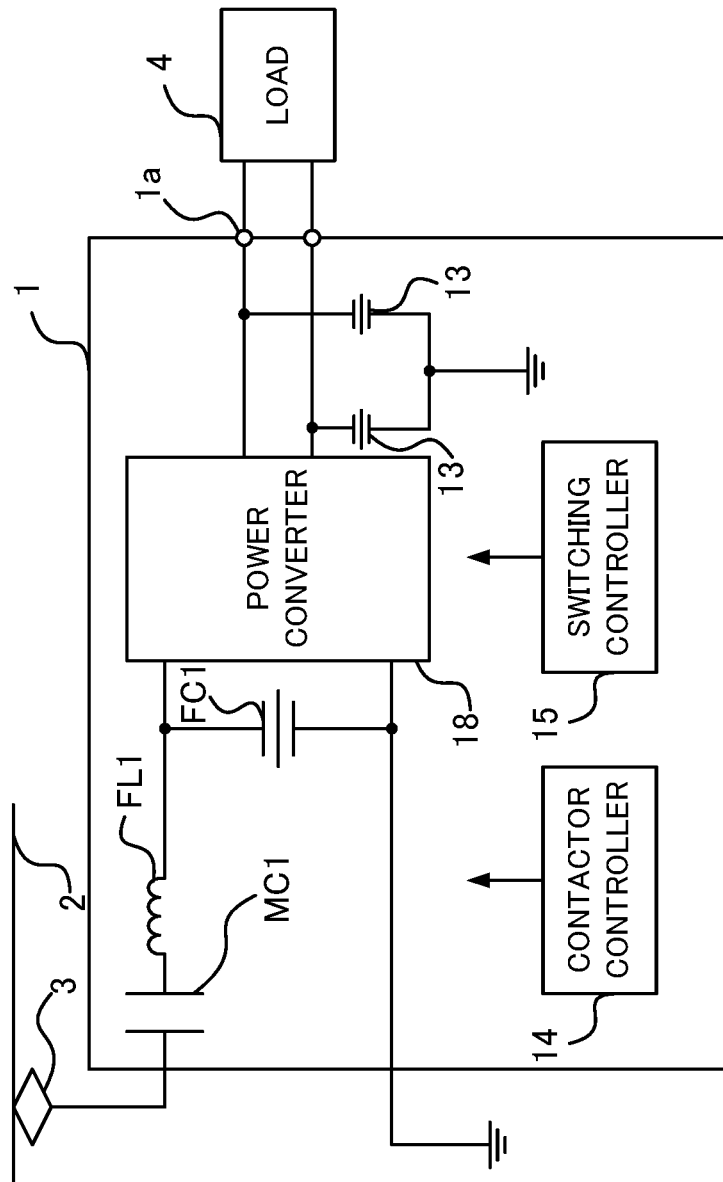 1
2
3
4
LOAD
1a
MC1
FL1
FC1
POWER
CONVERTER
18
13
13
CONTACTOR
CONTROLLER
14
SWITCHING
CONTROLLER
15